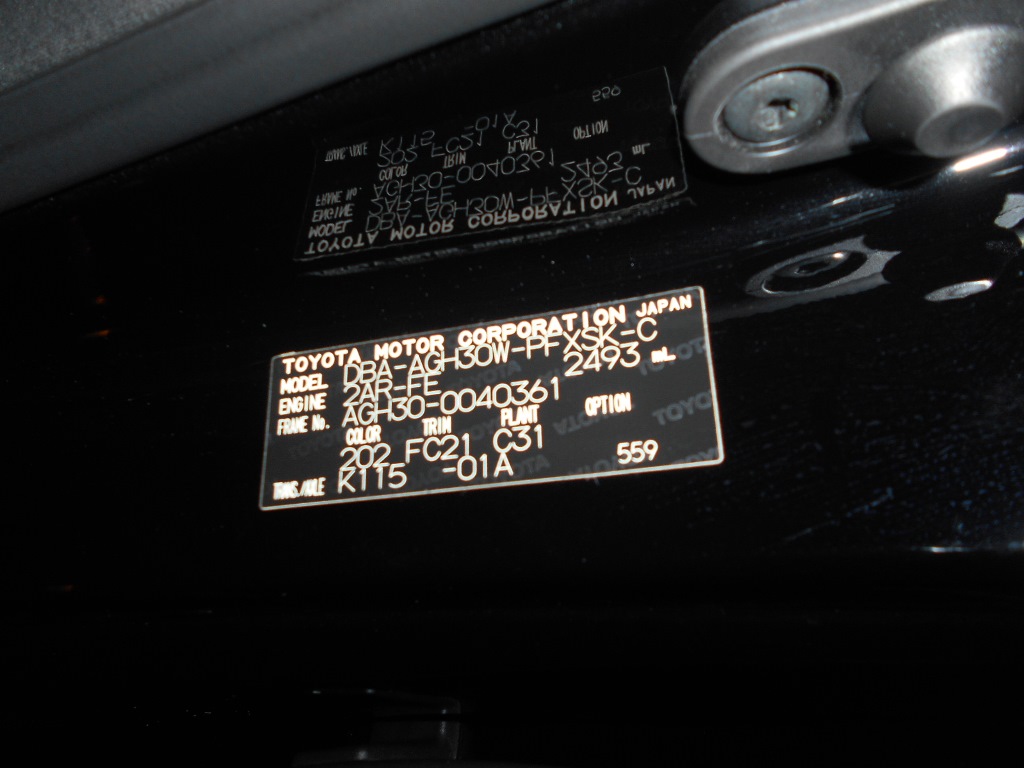 TOYOTA MOTOR CORPORATION JAPAN
MODEL DBA-AGH30W-PFXSK-C
ENGINE 2AR-FE 2493 mL
FRAME No. AGH30-0040361
COLOR TRIM PLANT OPTION
202 FC21 C31
TRANS./AXLE K115 -01A 559